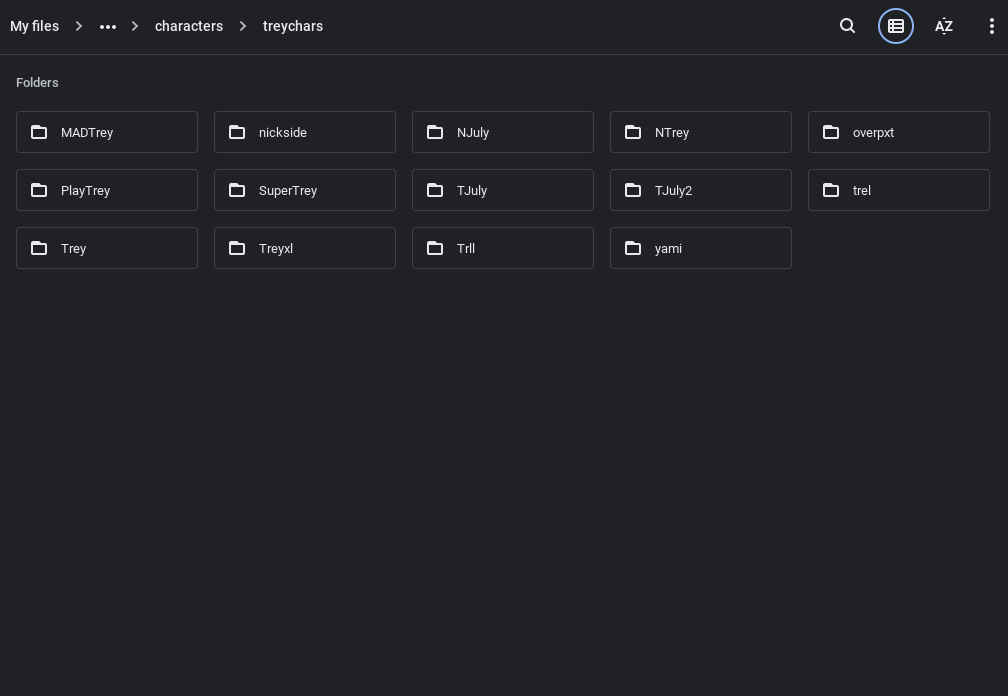 My files > ••• > characters > treychars AZ
Folders
MADTrey nickside NJuly NTrey overpxt
PlayTrey SuperTrey TJuly TJuly2 trel
Trey Treyxl Trll yami